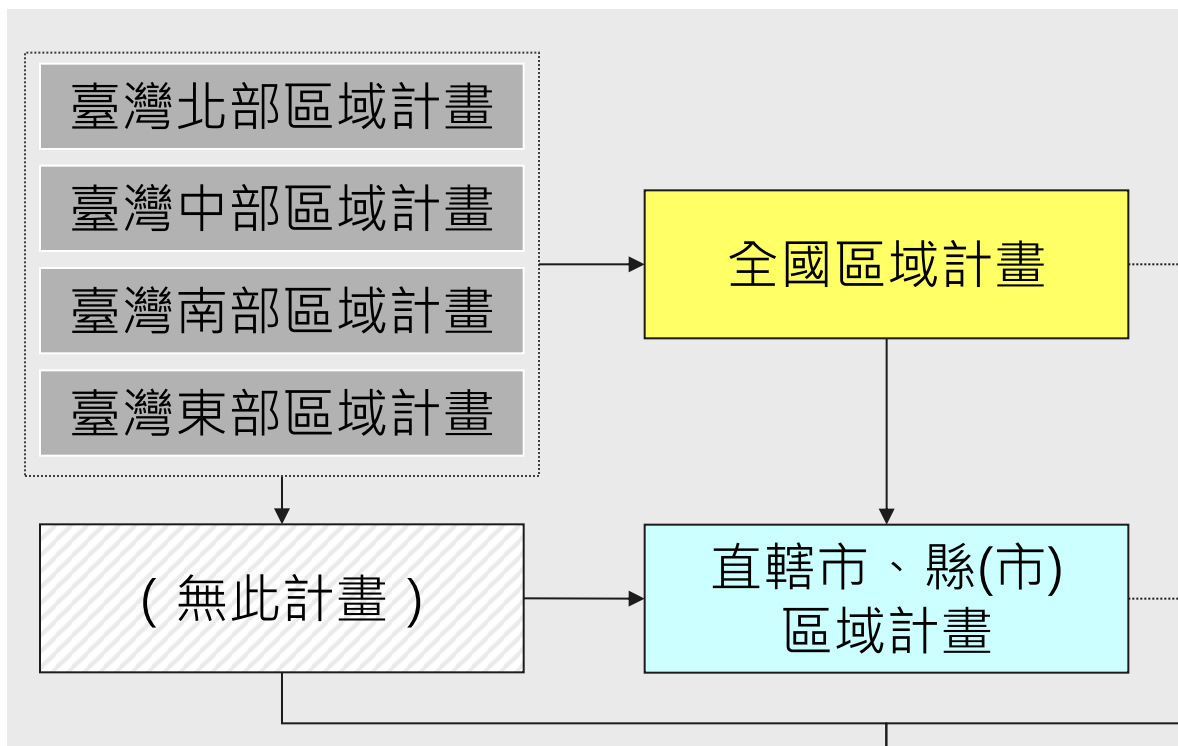 臺灣北部區域計畫
臺灣中部區域計畫
臺灣南部區域計畫
臺灣東部區域計畫
全國區域計畫
( 無此計畫 )
直轄市、縣(市)
區域計畫